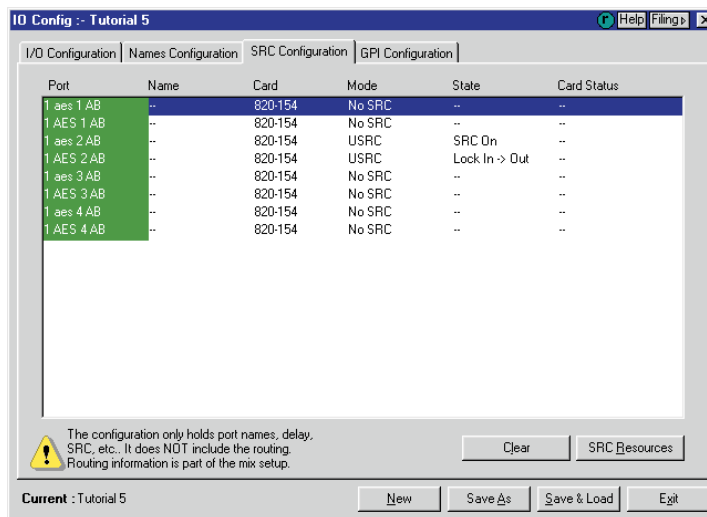 IO Config :- Tutorial 5 r Help Filing X
I/O Configuration Names Configuration SRC Configuration GPI Configuration
Port Name Card Mode State Card Status
1 aes 1 AB -- 820-154 No SRC -- --
1 AES 1 AB -- 820-154 No SRC -- --
1 aes 2 AB -- 820-154 USRC SRC On --
1 AES 2 AB -- 820-154 USRC Lock In -> Out --
1 aes 3 AB -- 820-154 No SRC -- --
1 AES 3 AB -- 820-154 No SRC -- --
1 aes 4 AB -- 820-154 No SRC -- --
1 AES 4 AB -- 820-154 No SRC -- --
The configuration only holds port names, delay,
SRC, etc.. It does NOT include the routing.
Routing information is part of the mix setup.
Clear SRC Resources
Current : Tutorial 5 New Save As Save & Load Exit